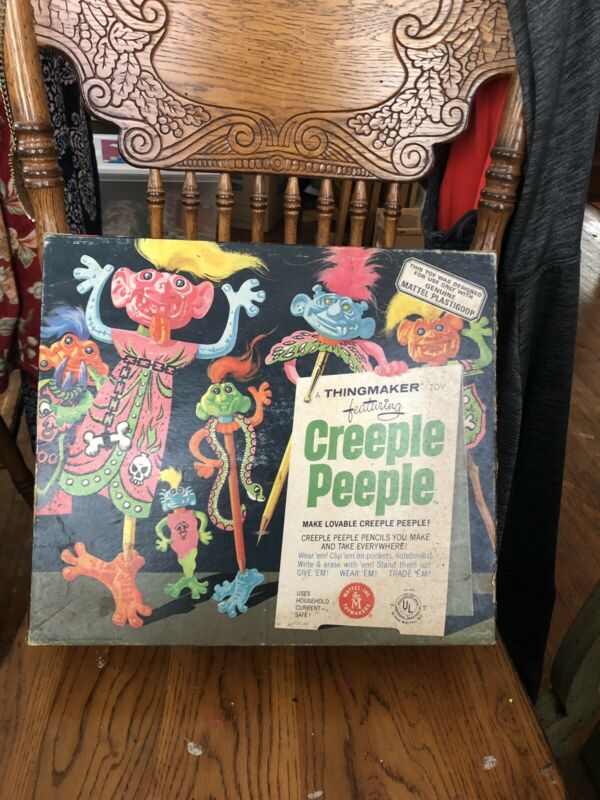 THIS TOY WAS DESIGNED
FOR USE ONLY WITH
GENUINE
MATTEL PLASTIGOOP
A THINGMAKER® TOY
featuring
Creeple
Peeple™
MAKE LOVABLE CREEPLE PEEPLE!
CREEPLE PEEPLE PENCILS YOU MAKE
AND TAKE EVERYWHERE!
Wear 'em! Clip 'em on pockets, notebooks!
Write & erase with 'em! Stand them up!
GIVE 'EM! WEAR 'EM! TRADE 'EM!
USES
HOUSEHOLD
CURRENT—
SAFE!
MATTEL, INC.
M
TOYMAKERS
UL